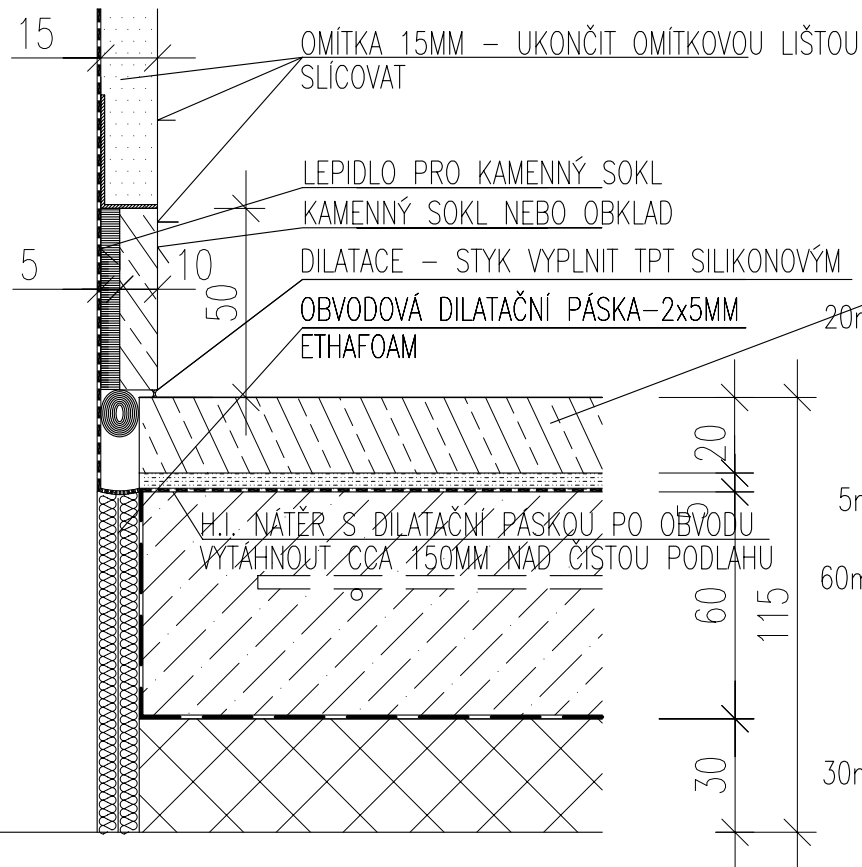 15
OMÍTKA 15MM – UKONČIT OMÍTKOVOU LIŠTOU
SLÍCOVAT
LEPIDLO PRO KAMENNÝ SOKL
KAMENNÝ SOKL NEBO OBKLAD
5
10
50
DILATACE – STYK VYPLNIT TPT SILIKONOVÝM
OBVODOVÁ DILATAČNÍ PÁSKA–2x5MM
ETHAFOAM
20
5
H.I. NÁTĚR S DILATAČNÍ PÁSKOU PO OBVODU
VYTÁHNOUT CCA 150MM NAD ČISTOU PODLAHU
60
115
30